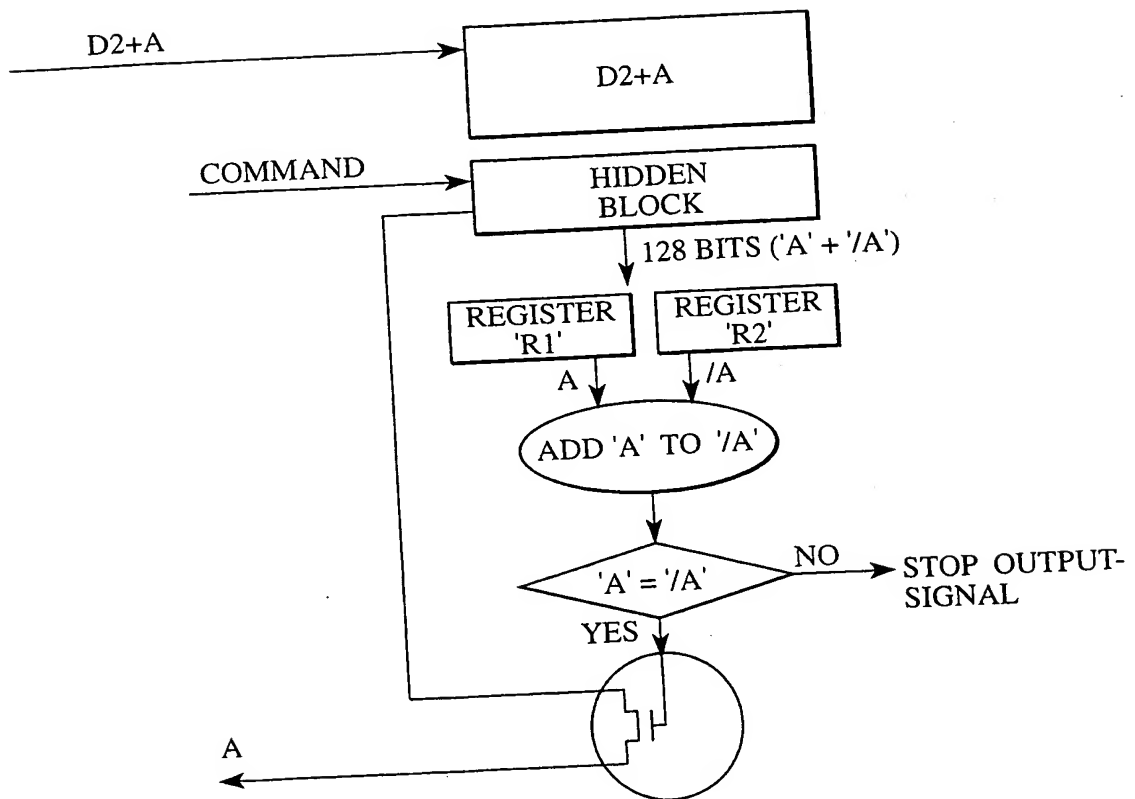 D2+A
D2+A
COMMAND
HIDDEN
BLOCK
128 BITS ('A' + '/A')
REGISTER
'R1'
REGISTER
'R2'
A
/A
ADD 'A' TO '/A'
'A' = '/A'
NO
STOP OUTPUT-
SIGNAL
YES
A